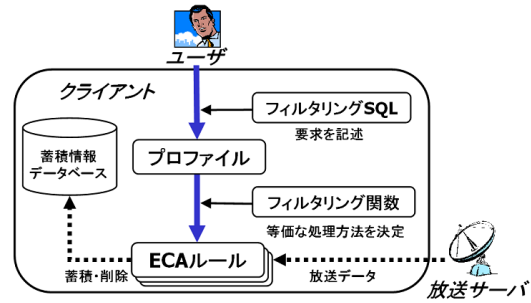 ユーザ
クライアント
フィルタリングSQL
要求を記述
蓄積情報
データベース
プロファイル
フィルタリング関数
等価な処理方法を決定
ECAルール
蓄積・削除
放送データ
放送サーバ